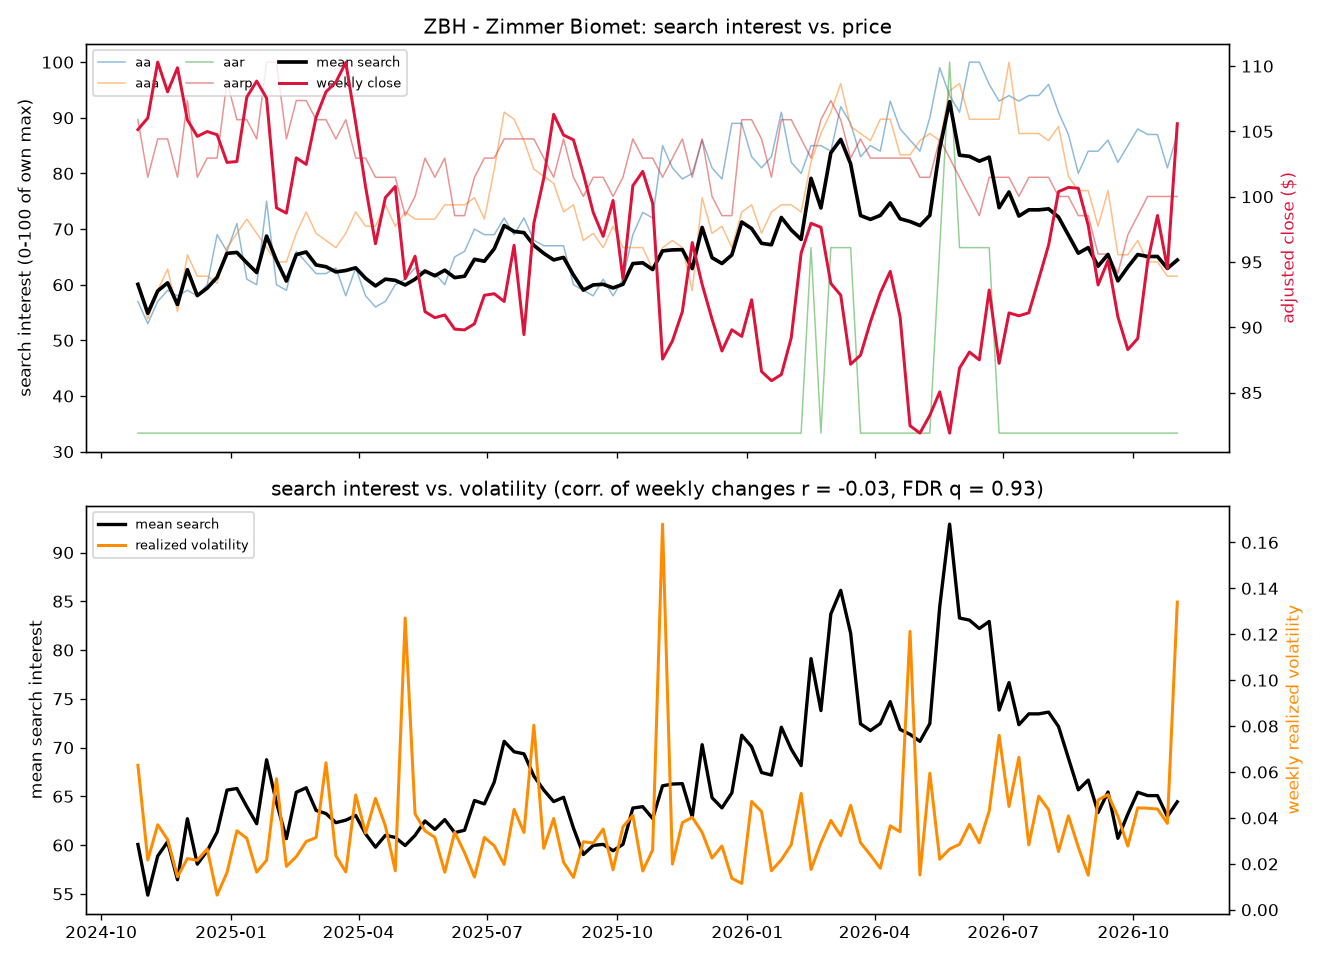 ZBH - Zimmer Biomet: search interest vs. price
search interest (0-100 of own max)
100
90
80
70
60
50
40
30
aa
aaa
aar
aarp
mean search
weekly close
110
105
100
95
90
85
adjusted close ($)
search interest vs. volatility (corr. of weekly changes r = -0.03, FDR q = 0.93)
mean search interest
90
85
80
75
70
65
60
55
mean search
realized volatility
0.16
0.14
0.12
0.10
0.08
0.06
0.04
0.02
0.00
weekly realized volatility
2024-10
2025-01
2025-04
2025-07
2025-10
2026-01
2026-04
2026-07
2026-10